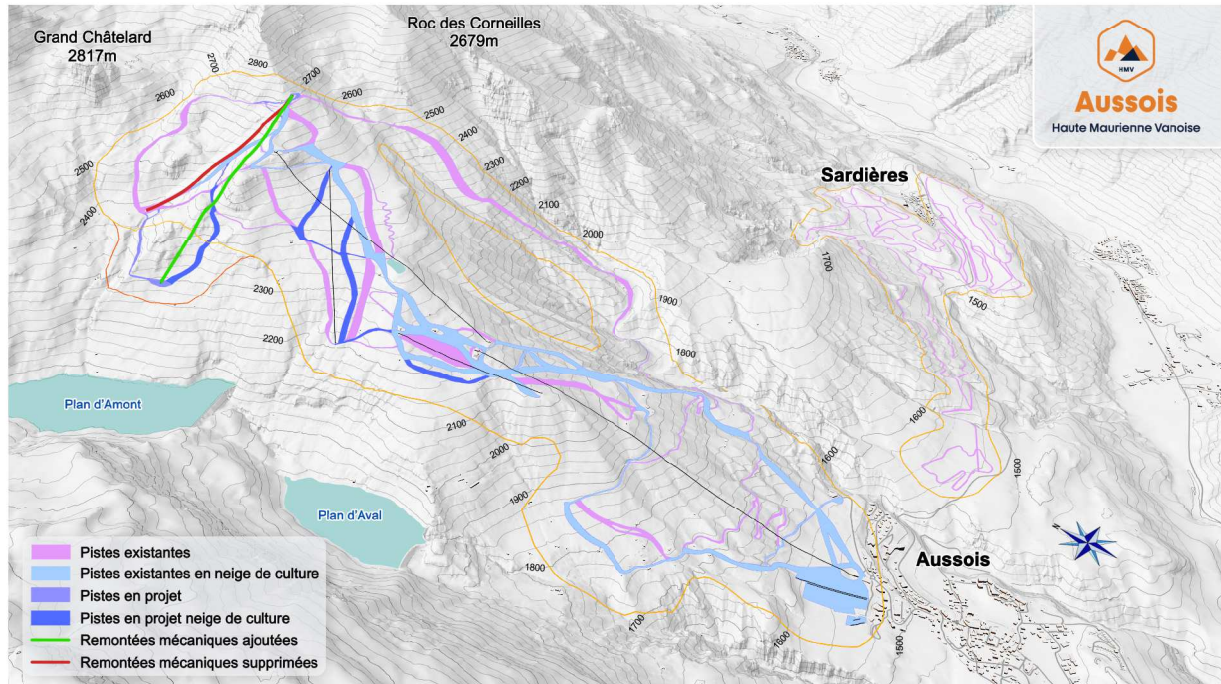 Grand Châtelard
2817m
Roc des Corneilles
2679m
HMV
Aussois
Haute Maurienne Vanoise
2700
2800
2700
2600
2600
2500
2400
2300
2200
2100
2000
1900
1800
2500
2400
2300
2200
2100
2000
1900
1800
1700
1600
1500
1600
Sardières
1700
1500
1600
1500
Plan d'Amont
Plan d'Aval
Aussois
N
Pistes existantes
Pistes existantes en neige de culture
Pistes en projet
Pistes en projet neige de culture
Remontées mécaniques ajoutées
Remontées mécaniques supprimées